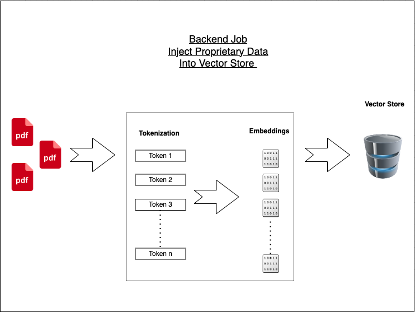 Backend Job
Inject Proprietary Data
Into Vector Store
Vector Store
pdf
pdf
pdf
Tokenization
Embeddings
Token 1
Token 2
Token 3
Token n